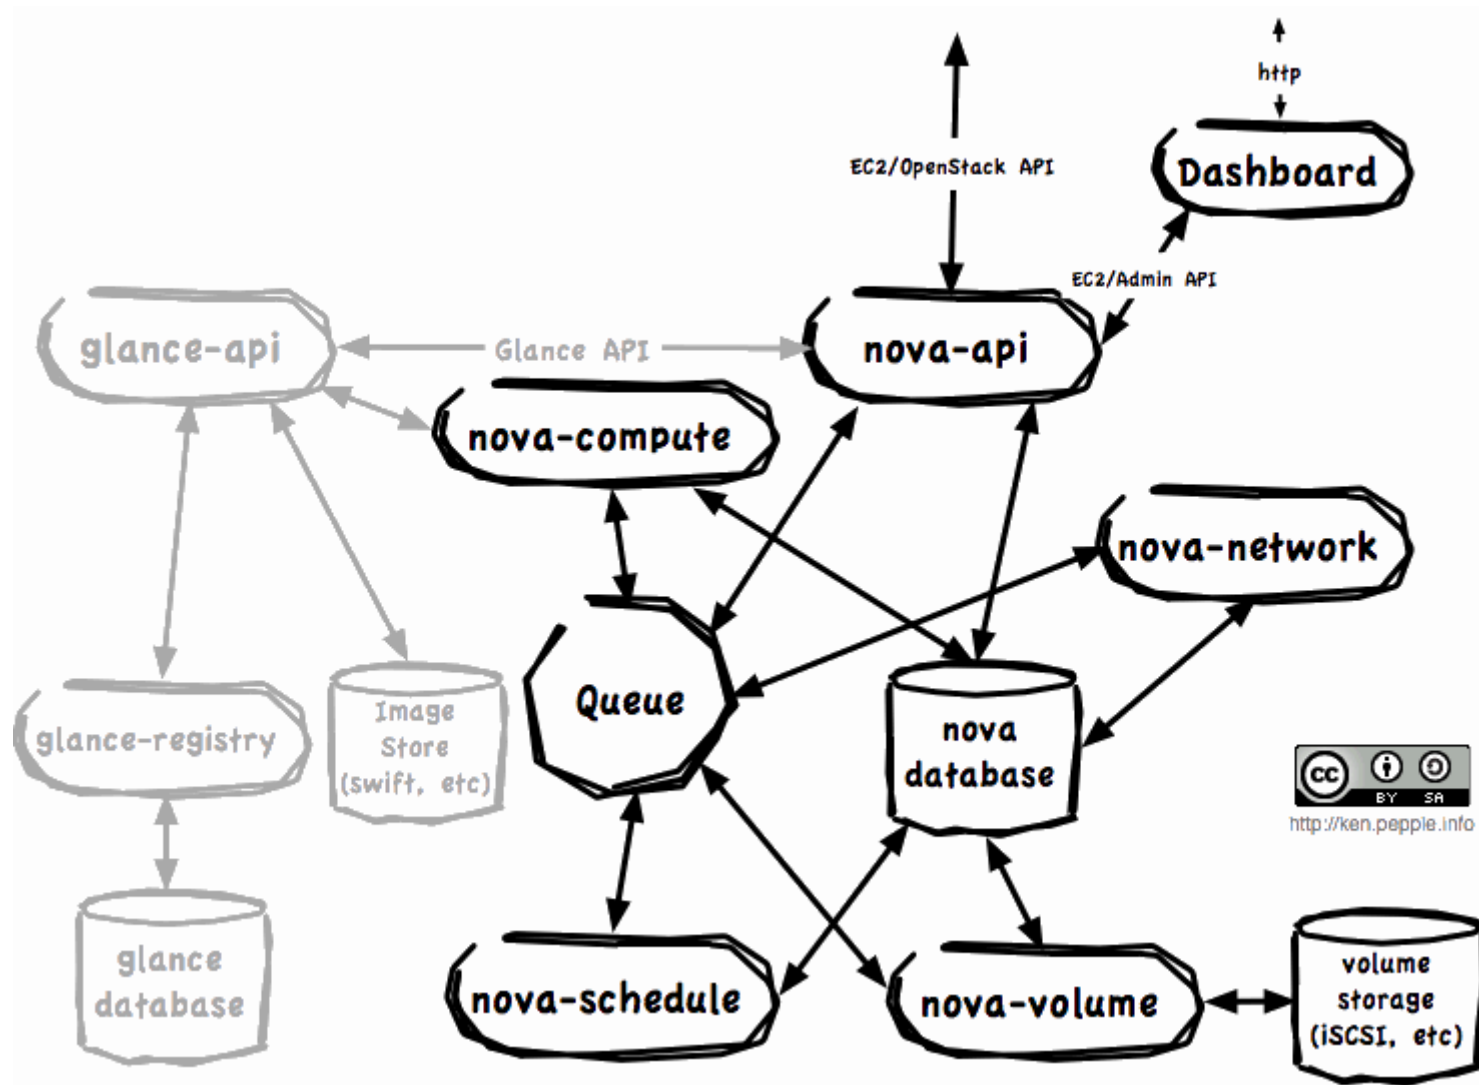 http
EC2/OpenStack API
Dashboard
EC2/Admin API
glance-api
Glance API
nova-api
nova-compute
nova-network
Queue
Image
Store
(swift, etc)
glance-registry
nova
database
cc
BY SA
http://ken.pepple.info
glance
database
nova-schedule
nova-volume
volume
storage
(iSCSI, etc)